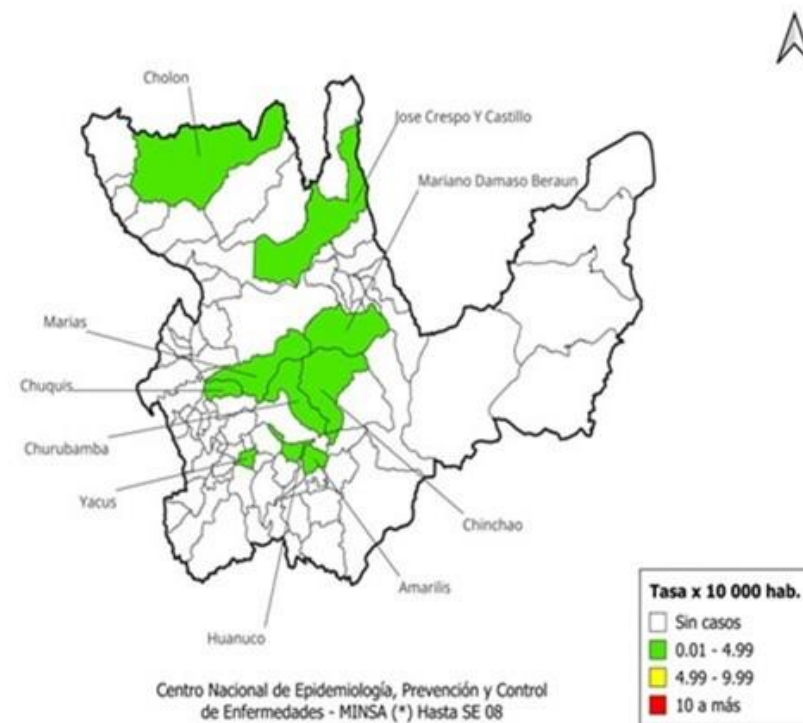 Cholon
Jose Crespo Y Castillo
Mariano Damaso Beraun
Marias
Chuquis
Churubamba
Yacus
Chinchao
Amarilis
Huanuco
Tasa x 10 000 hab.
Sin casos
0.01 - 4.99
4.99 - 9.99
10 a más
Centro Nacional de Epidemiología, Prevención y Control
de Enfermedades - MINSA (*) Hasta SE 08